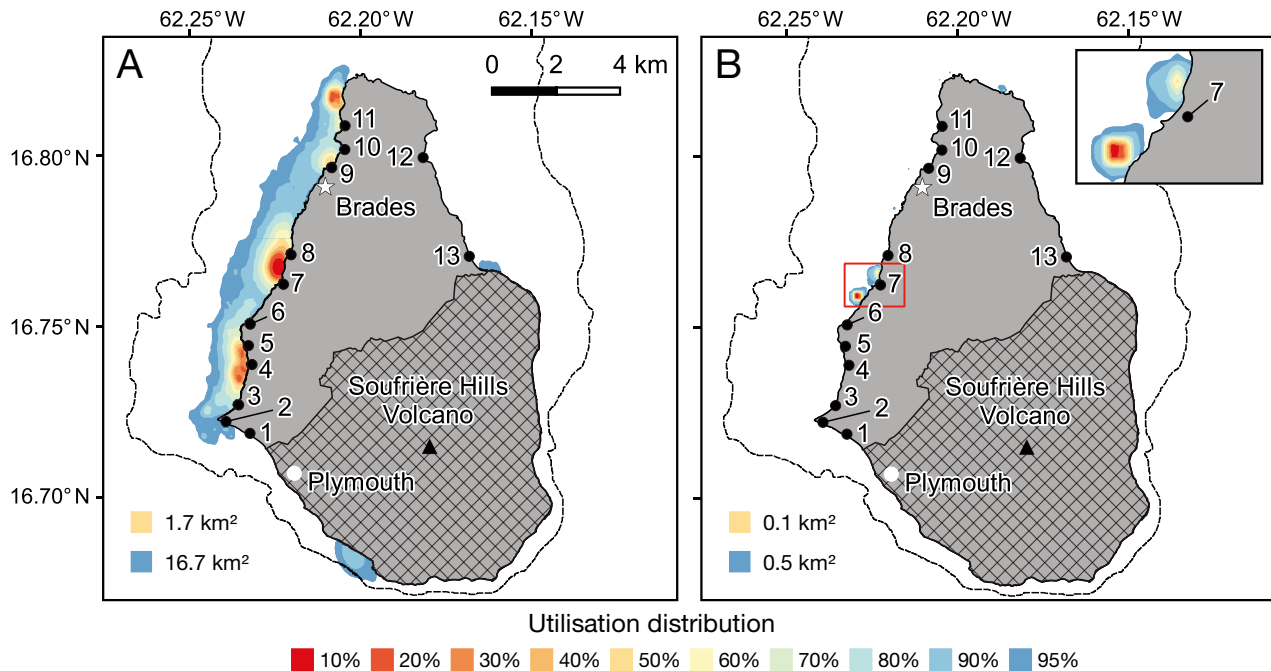 62.25°W 62.20°W 62.15°W 62.25°W 62.20°W 62.15°W
A
0 2 4 km
16.80°N
16.75°N
16.70°N
11
10
12
9
Brades
8
13
7
6
5
4
3
2
1
Soufrière Hills
Volcano
Plymouth
1.7 km²
16.7 km²
B
7
11
10
12
9
Brades
8
13
7
6
5
4
3
2
1
Soufrière Hills
Volcano
Plymouth
0.1 km²
0.5 km²
Utilisation distribution
10% 20% 30% 40% 50% 60% 70% 80% 90% 95%